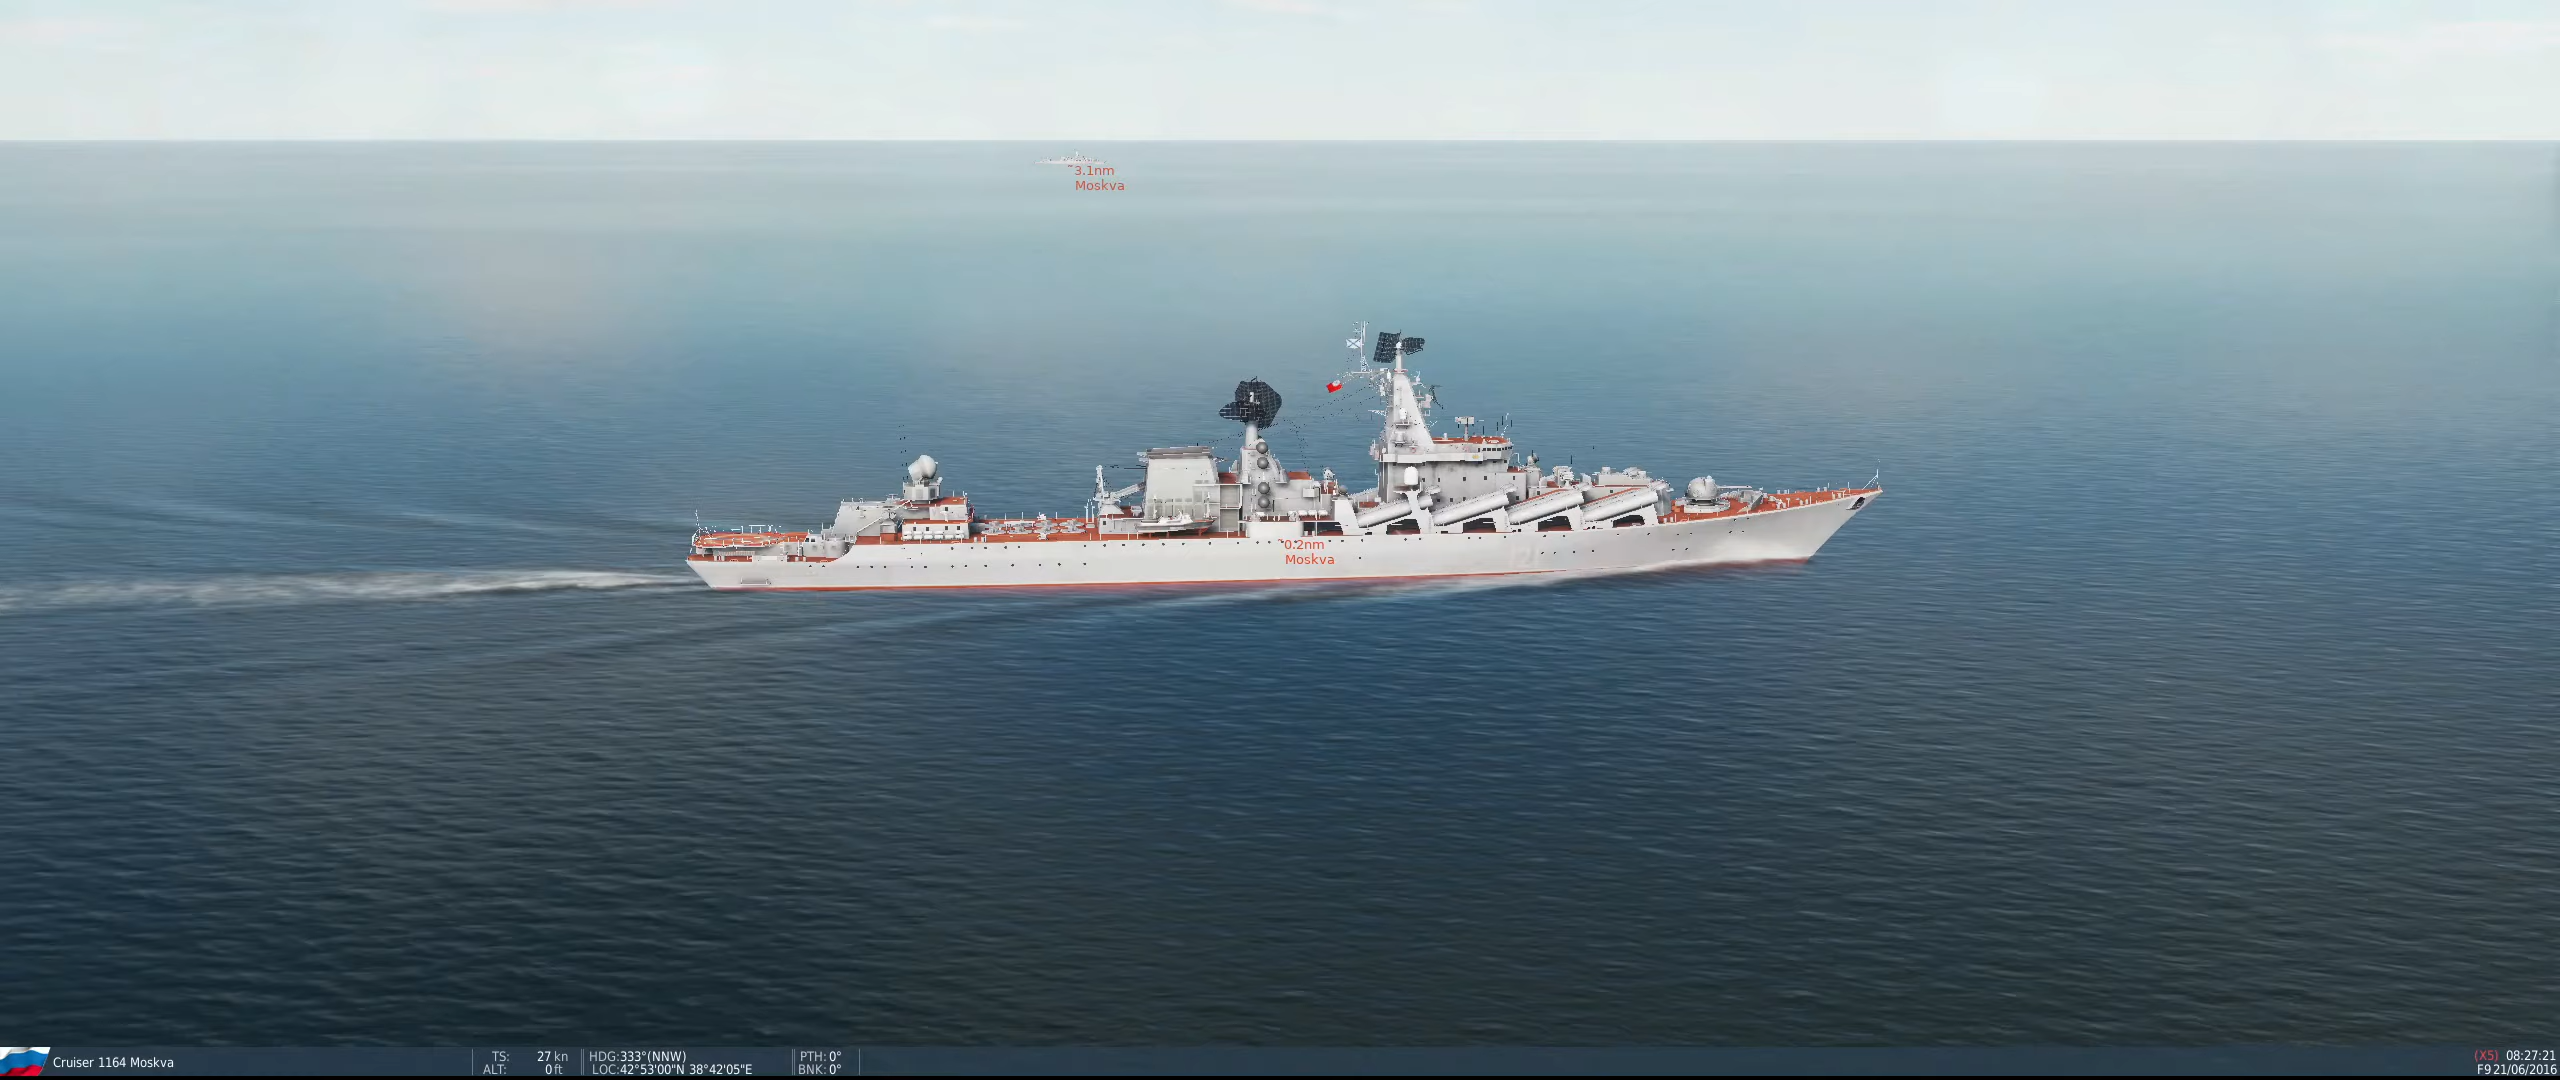 3.1nm
Moskva
0.2nm
Moskva
121
Cruiser 1164 Moskva
TS: 27 kn
ALT: 0 ft
HDG:333°(NNW)
LOC:42°53'00"N 38°42'05"E
PTH: 0°
BNK: 0°
(X5) 08:27:21
F9 21/06/2016